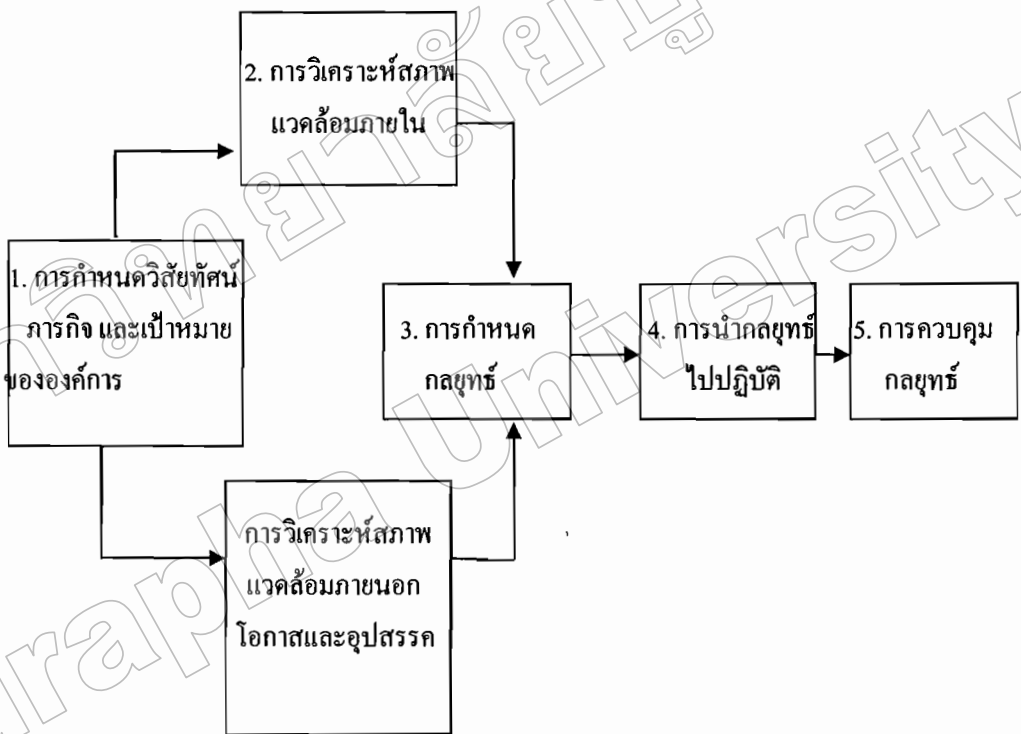 2. การวิเคราะห์สภาพ
แวดล้อมภายใน
1. การกำหนดวิสัยทัศน์
ภารกิจ และเป้าหมาย
ขององค์การ
3. การกำหนด
กลยุทธ์
4. การนำกลยุทธ์
ไปปฏิบัติ
5. การควบคุม
กลยุทธ์
การวิเคราะห์สภาพ
แวดล้อมภายนอก
โอกาสและอุปสรรค
University